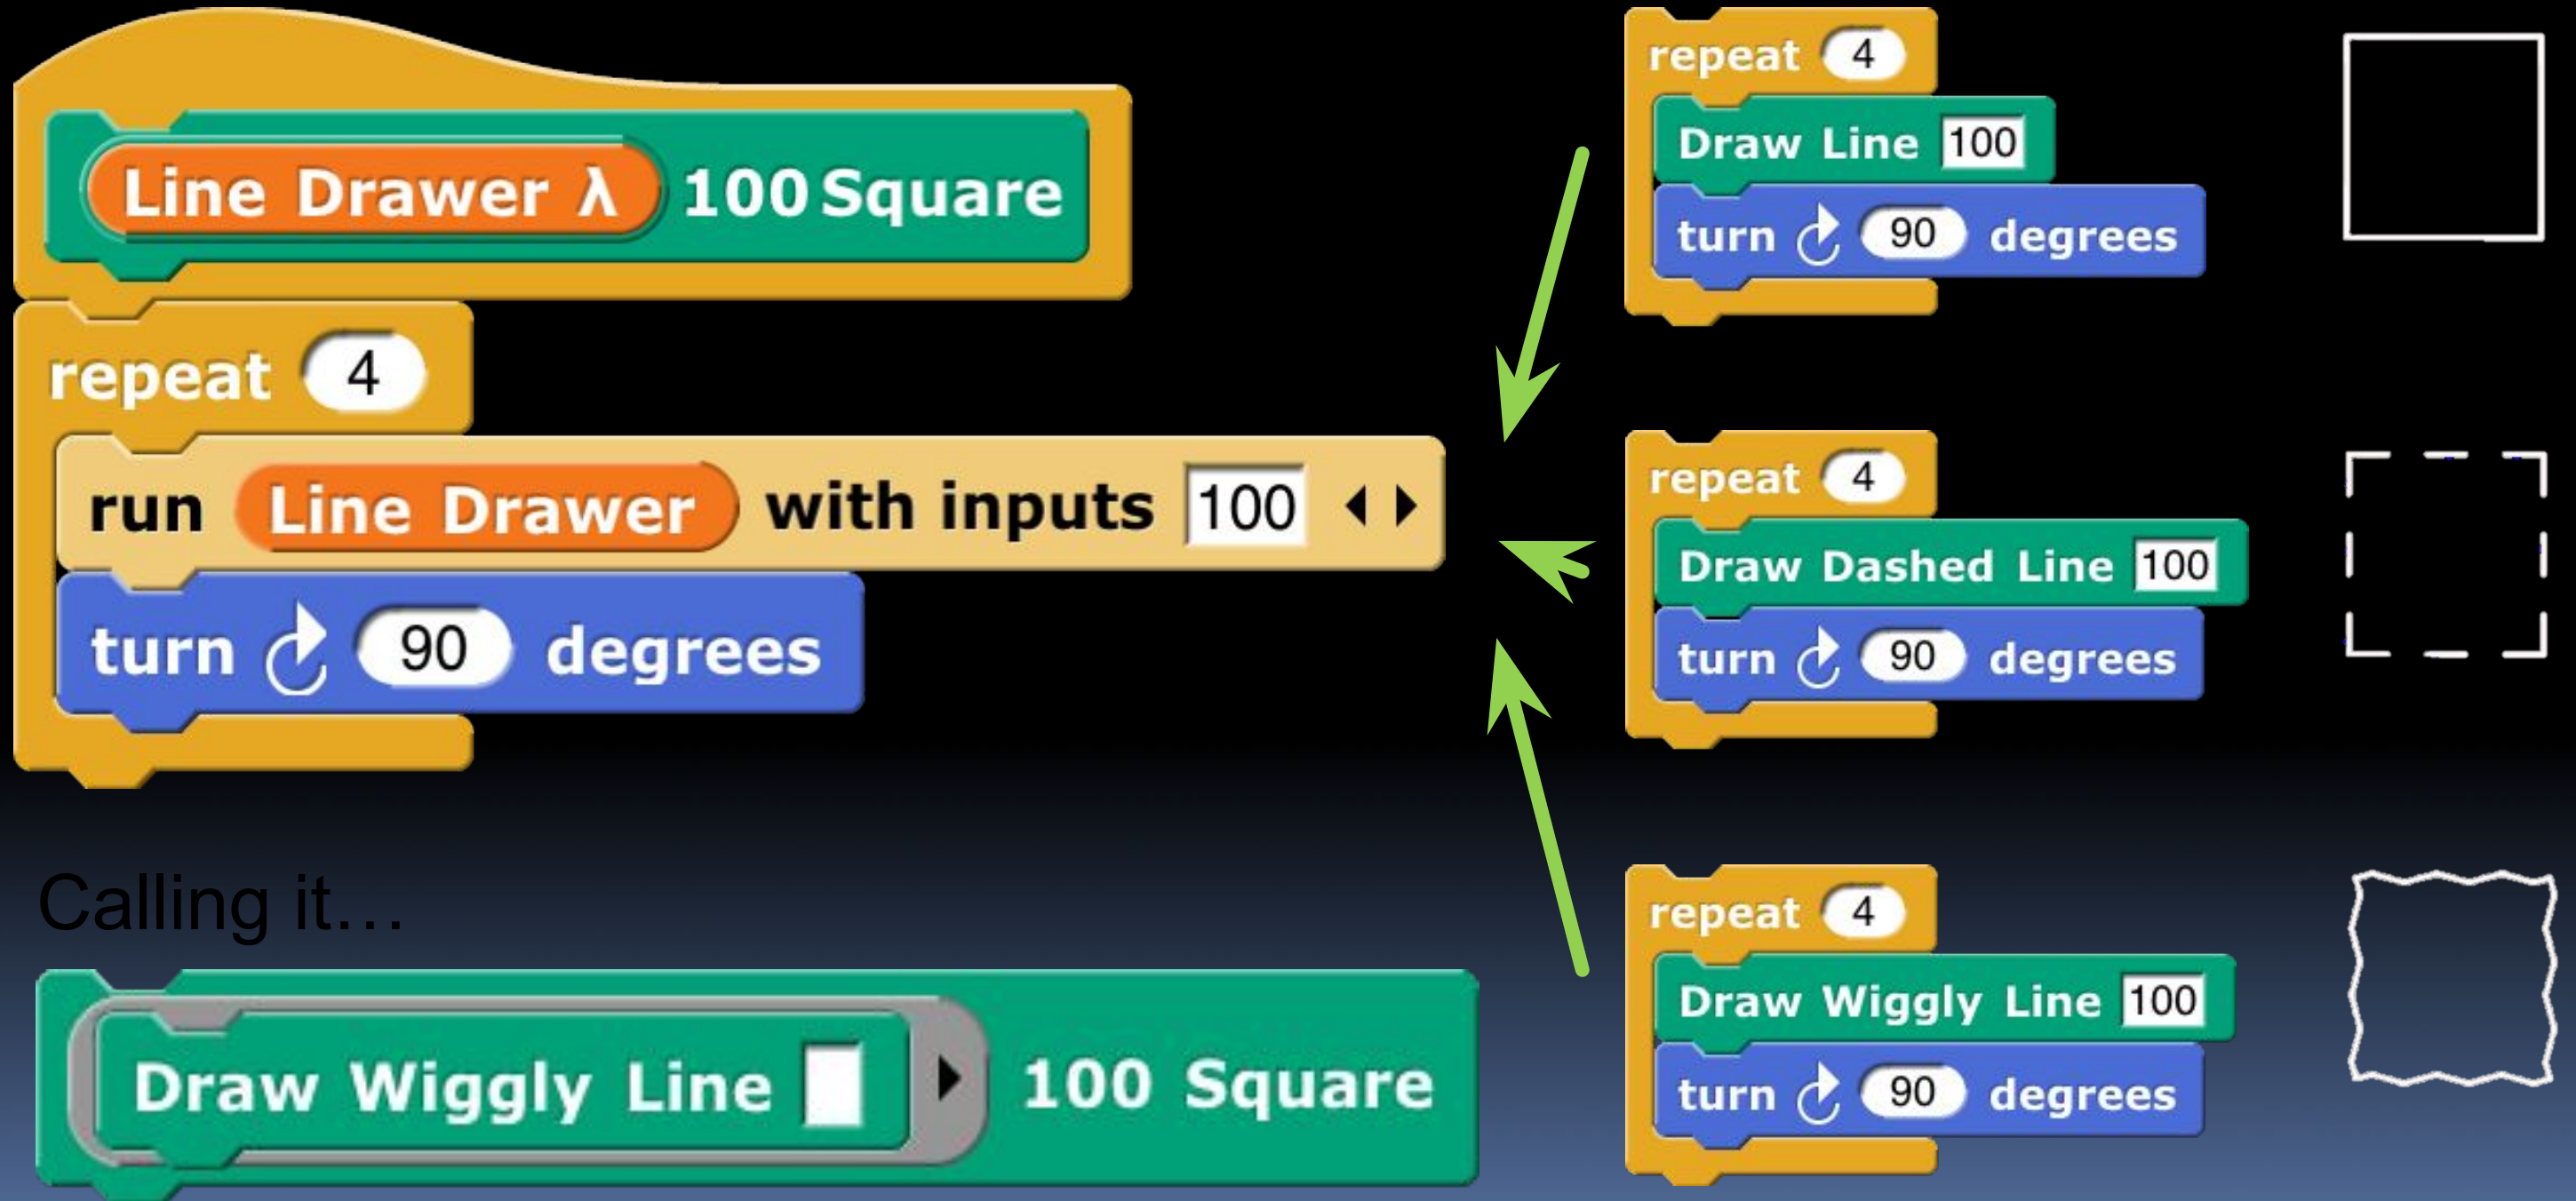 Line Drawer λ 100 Square
repeat 4
run Line Drawer with inputs 100
turn 90 degrees
Calling it…
Draw Wiggly Line 100 Square
repeat 4
Draw Line 100
turn 90 degrees
repeat 4
Draw Dashed Line 100
turn 90 degrees
repeat 4
Draw Wiggly Line 100
turn 90 degrees